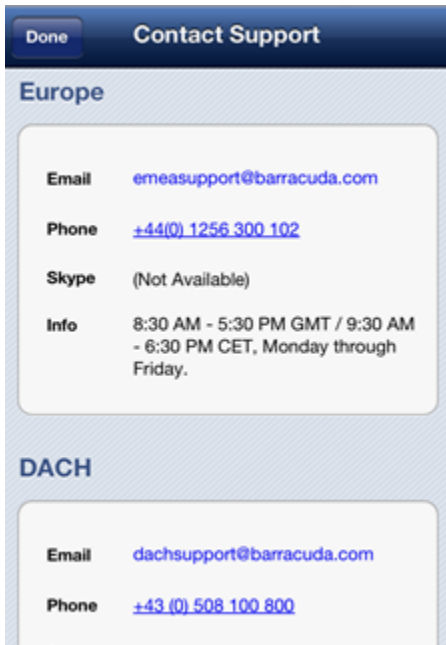 Done Contact Support
Europe
Email emeasupport@barracuda.com
Phone +44(0) 1256 300 102
Skype (Not Available)
Info 8:30 AM - 5:30 PM GMT / 9:30 AM
- 6:30 PM CET, Monday through
Friday.
DACH
Email dachsupport@barracuda.com
Phone +43 (0) 508 100 800